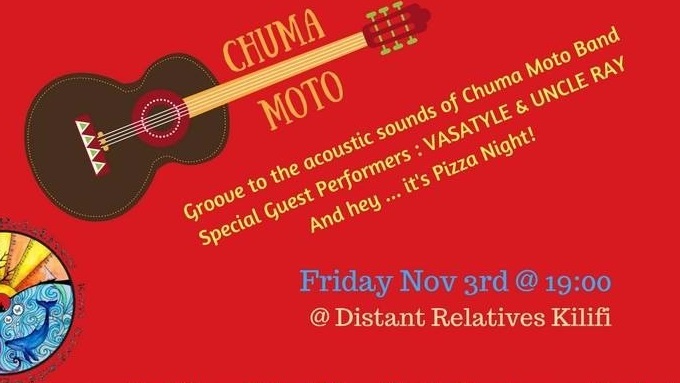 CHUMA
MOTO
Groove to the acoustic sounds of Chuma Moto Band
Special Guest Performers : VASATYLE & UNCLE RAY
And hey ... it's Pizza Night!
Friday Nov 3rd @ 19:00
@ Distant Relatives Kilifi